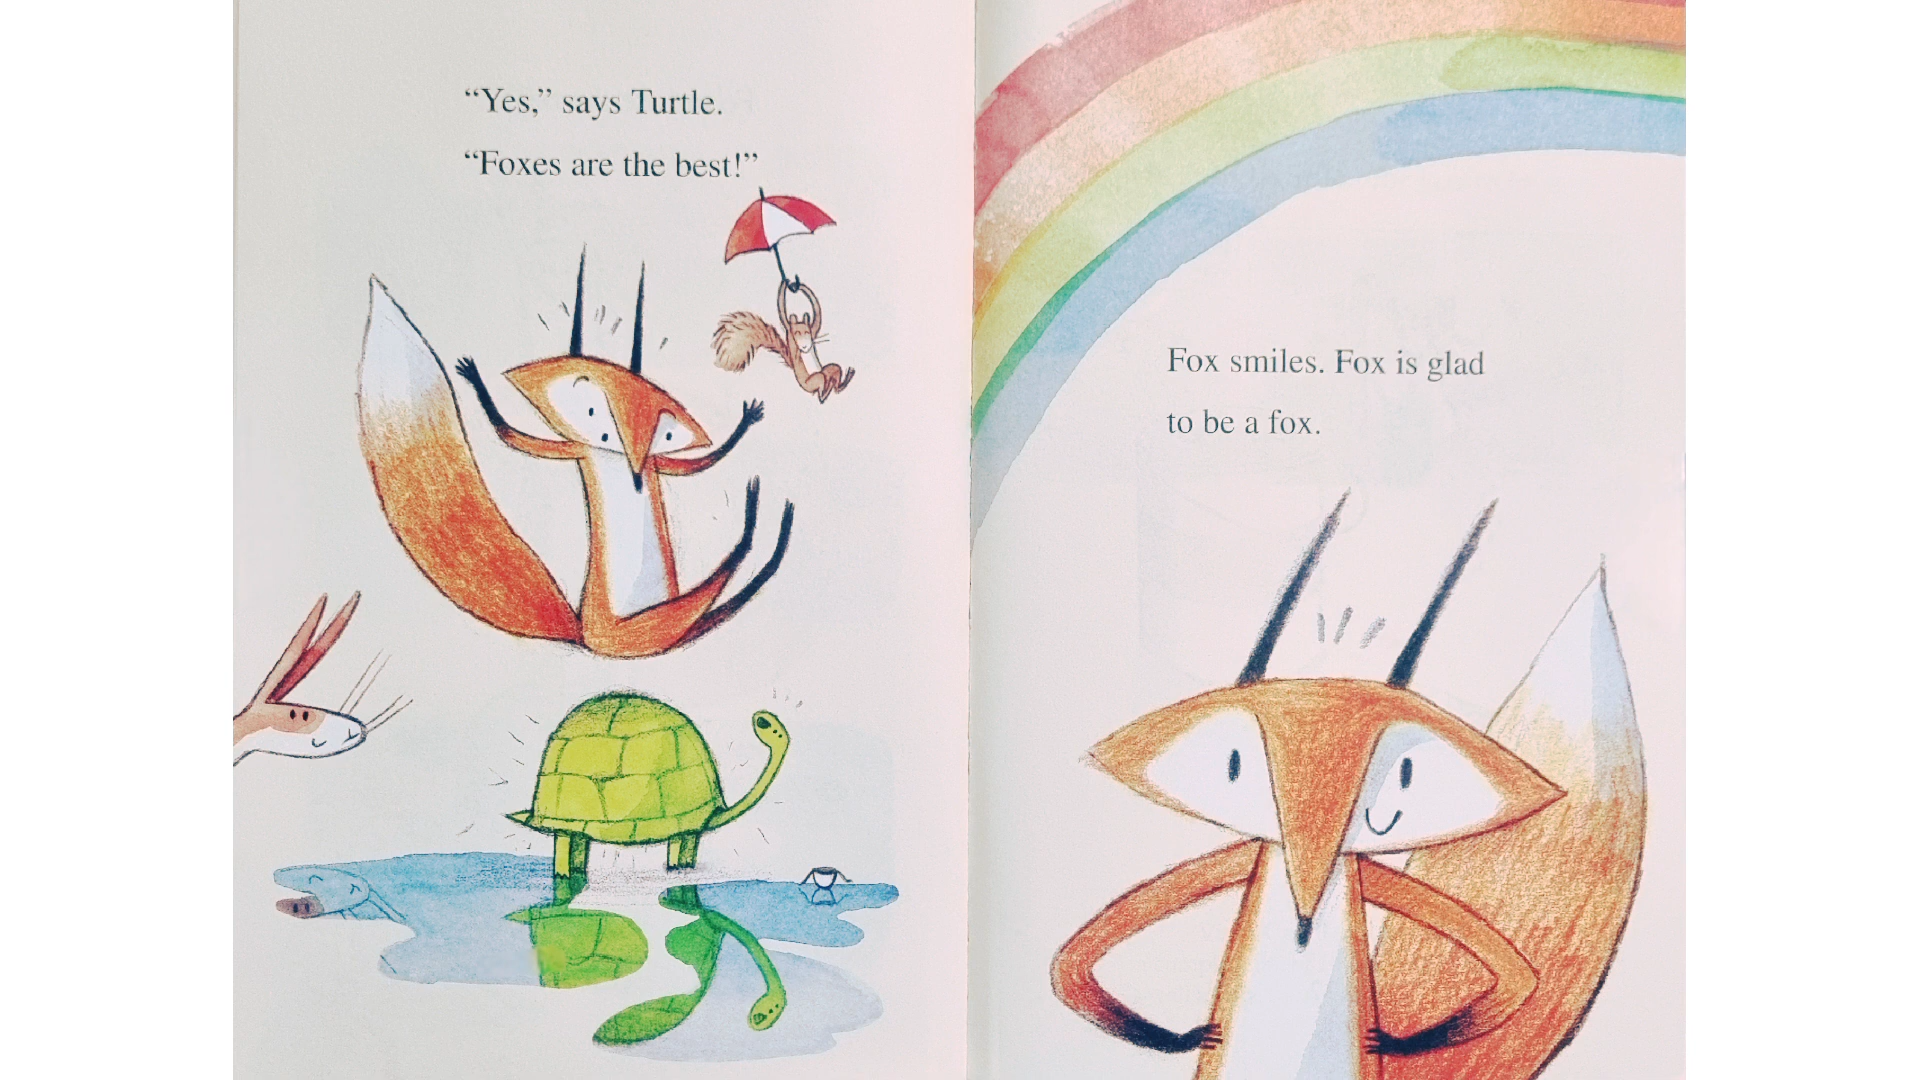 “Yes,” says Turtle.
“Foxes are the best!”
Fox smiles. Fox is glad
to be a fox.